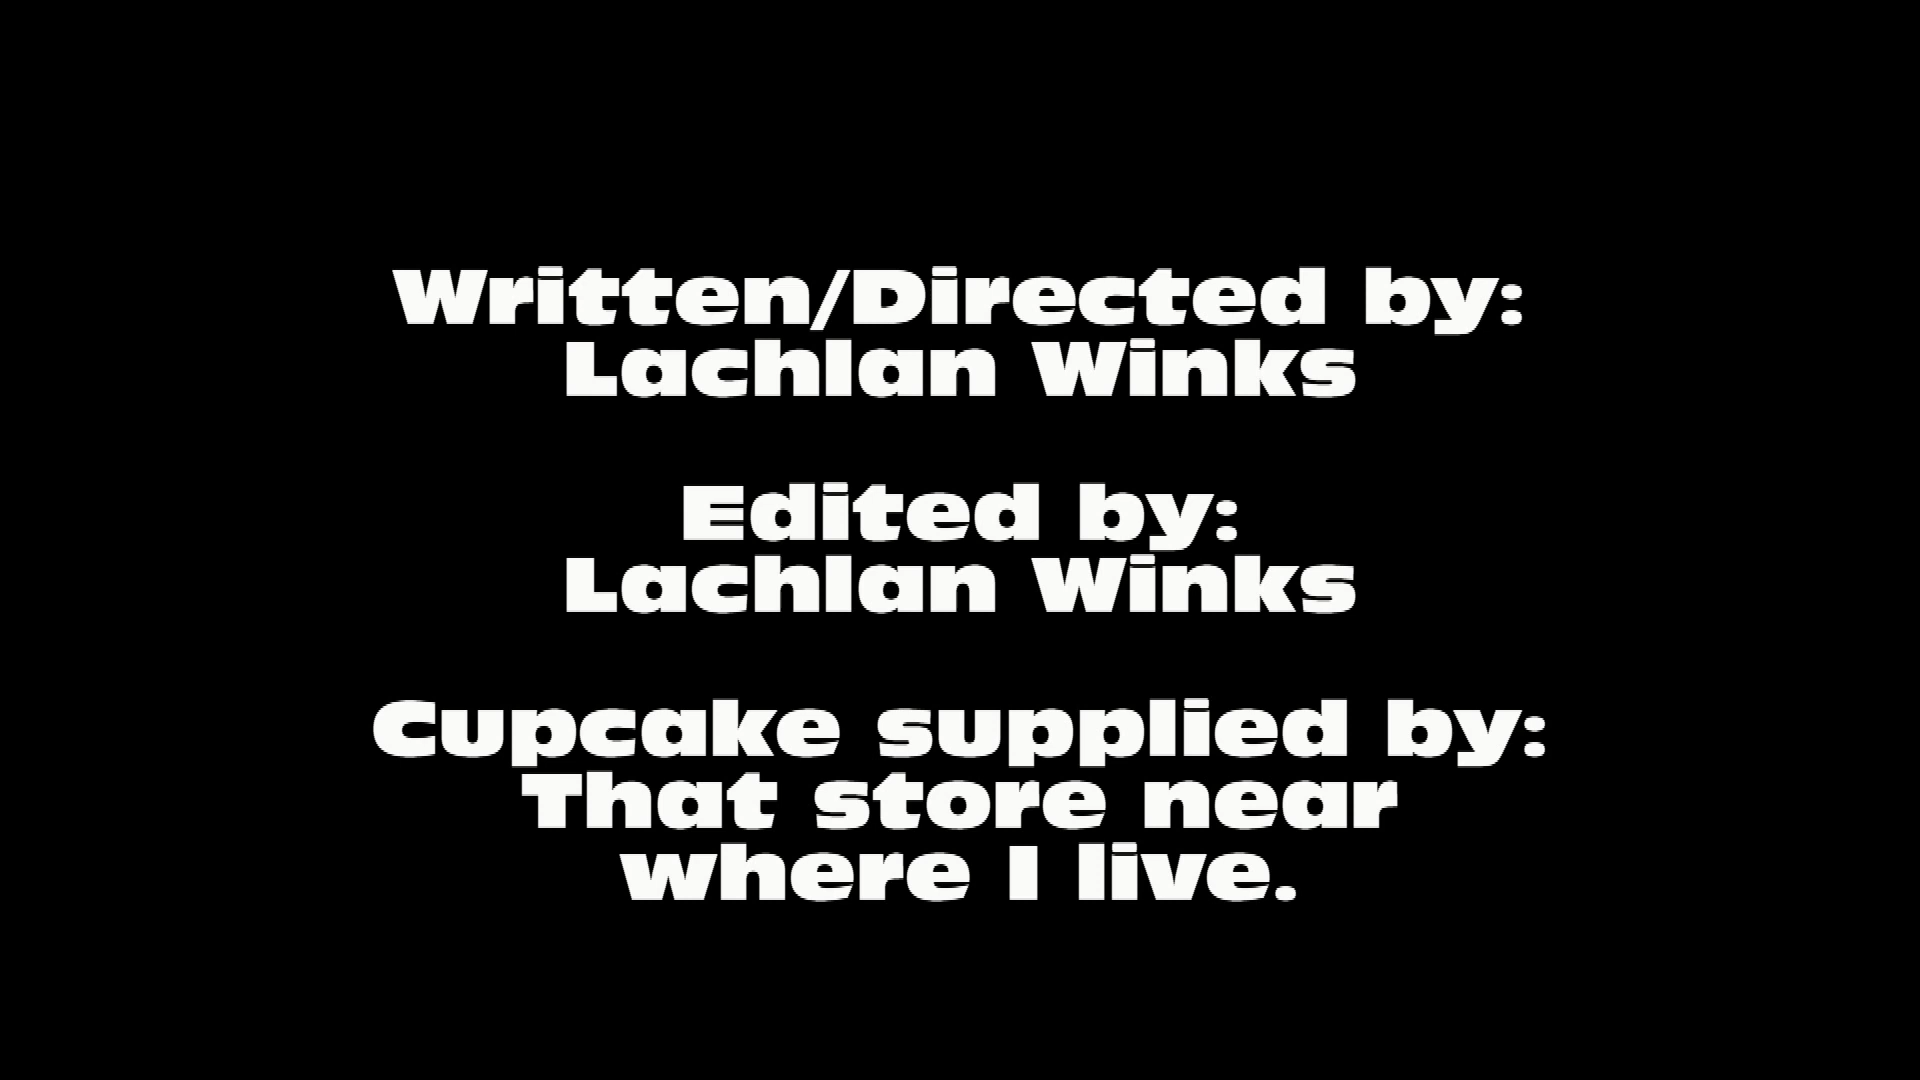 Written/Directed by:
Lachlan Winks
Edited by:
Lachlan Winks
Cupcake supplied by:
That store near
where I live.